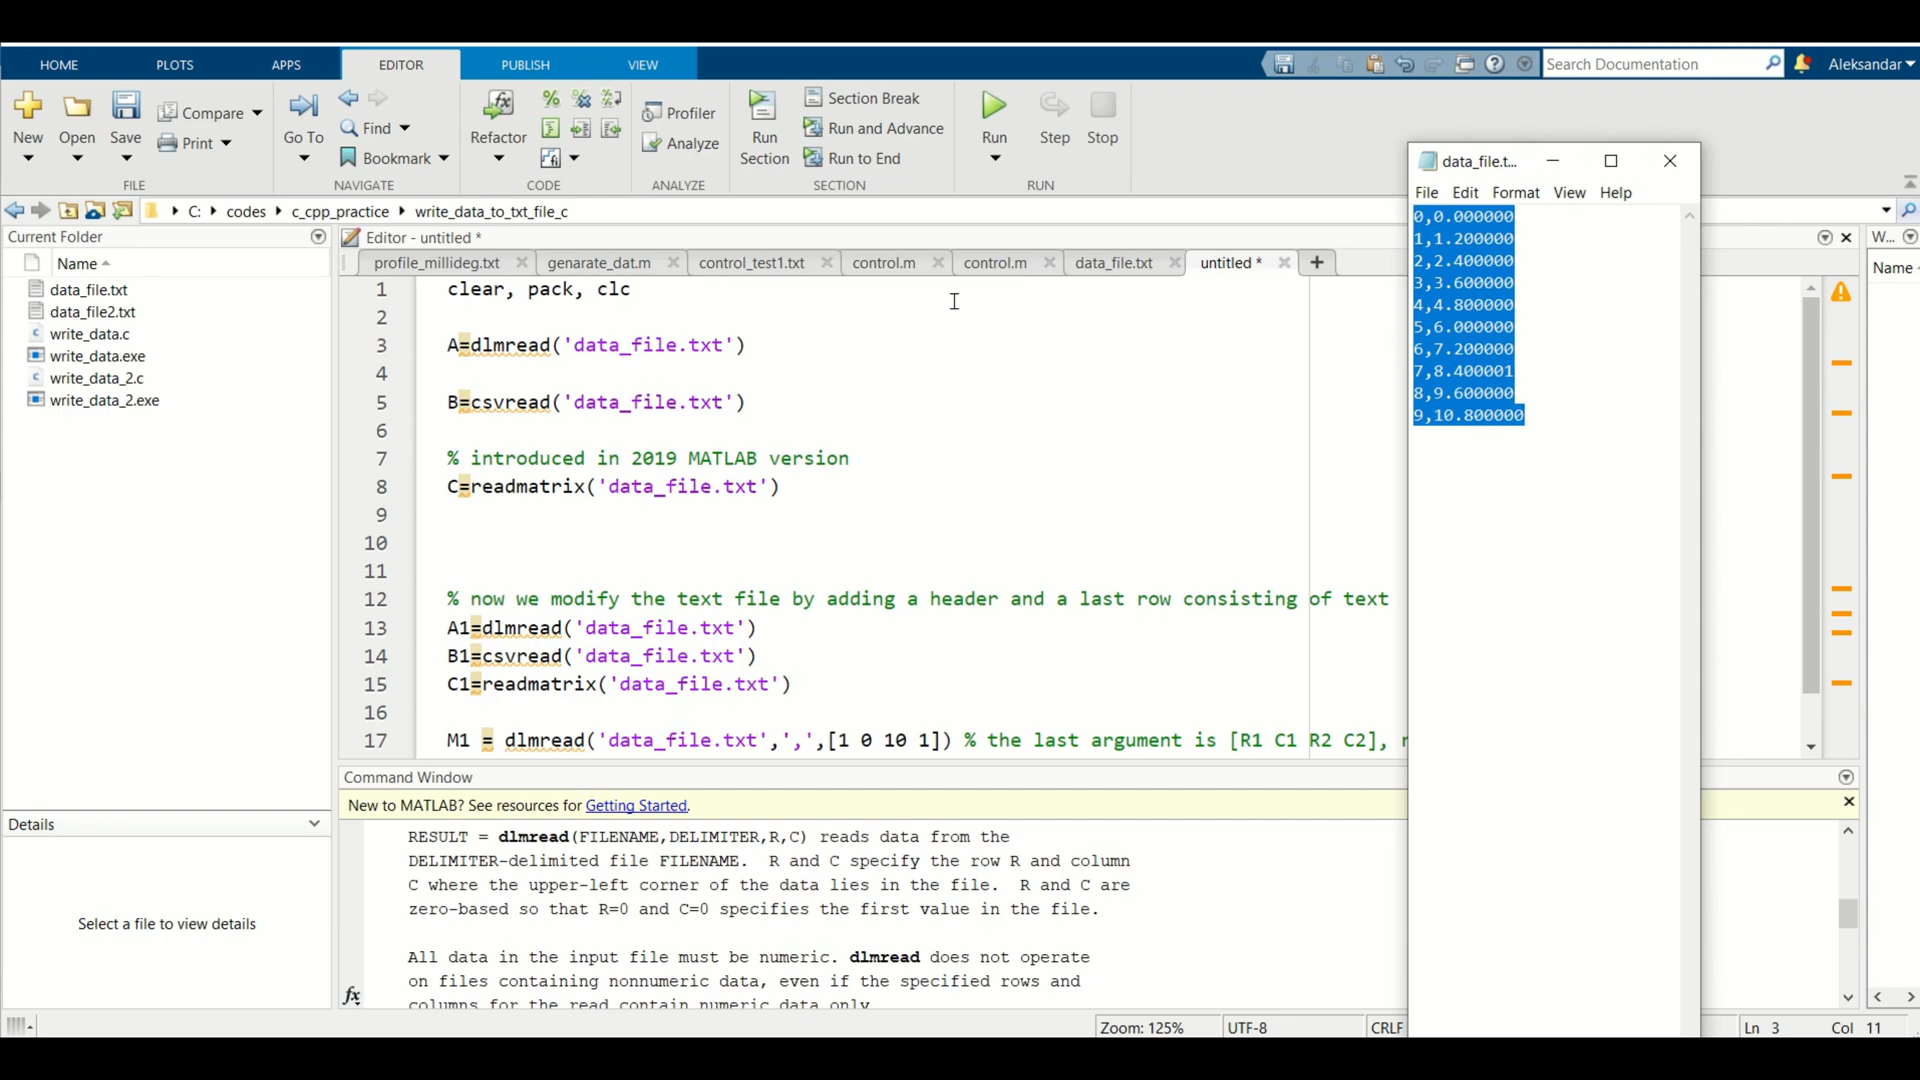 HOME PLOTS APPS EDITOR PUBLISH VIEW
Search Documentation
Aleksandar
New
Open
Save
Compare
Print
FILE
Go To
Find
Bookmark
NAVIGATE
Refactor
CODE
Profiler
Analyze
ANALYZE
Run
Section
Section Break
Run and Advance
Run to End
SECTION
Run
Step
Stop
RUN
C: codes c_cpp_practice write_data_to_txt_file_c
Current Folder
Name
data_file.txt
data_file2.txt
write_data.c
write_data.exe
write_data_2.c
write_data_2.exe
Details
Select a file to view details
Editor - untitled *
profile_millideg.txt genarate_dat.m control_test1.txt control.m control.m data_file.txt untitled *
1 clear, pack, clc
2
3 A=dlmread('data_file.txt')
4
5 B=csvread('data_file.txt')
6
7 % introduced in 2019 MATLAB version
8 C=readmatrix('data_file.txt')
9
10
11
12 % now we modify the text file by adding a header and a last row consisting of text
13 A1=dlmread('data_file.txt')
14 B1=csvread('data_file.txt')
15 C1=readmatrix('data_file.txt')
16
17 M1 = dlmread('data_file.txt',',',[1 0 10 1]) % the last argument is [R1 C1 R2 C2],
Command Window
New to MATLAB? See resources for Getting Started.
RESULT = dlmread(FILENAME,DELIMITER,R,C) reads data from the
DELIMITER-delimited file FILENAME. R and C specify the row R and column
C where the upper-left corner of the data lies in the file. R and C are
zero-based so that R=0 and C=0 specifies the first value in the file.
All data in the input file must be numeric. dlmread does not operate
on files containing nonnumeric data, even if the specified rows and
columns for the read contain numeric data only
fx
Zoom: 125% UTF-8 CRLF
Ln 3 Col 11
data_file.t...
File Edit Format View Help
0,0.000000
1,1.200000
2,2.400000
3,3.600000
4,4.800000
5,6.000000
6,7.200000
7,8.400001
8,9.600000
9,10.800000
W...
Name